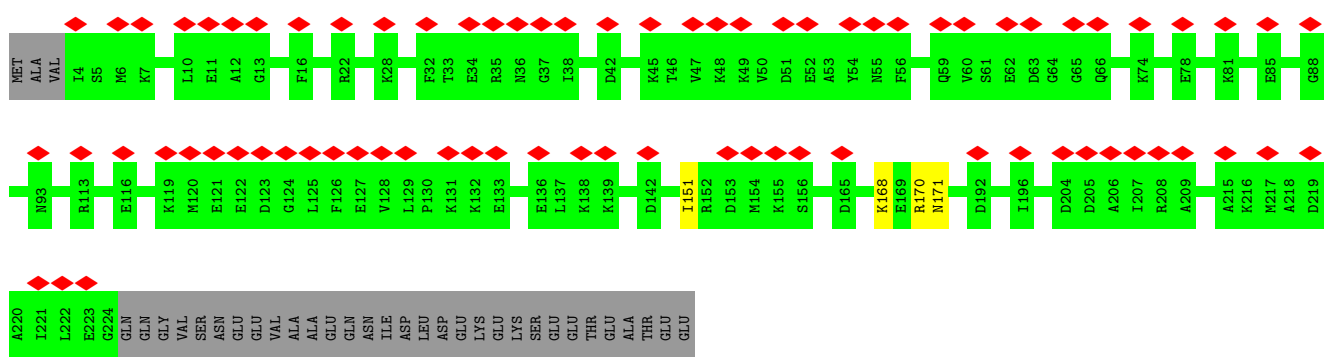 MET ALA VAL I4 S5 M6 K7 L10 E11 A12 G13 F16 R22 K28 F32 T33 E34 R35 N36 G37 I38 D42 K45 T46 V47 K48 K49 V50 D51 E52 A53 Y54 N55 F56 Q59 V60 S61 E62 D63 G64 G65 Q66 K74 E78 K81 E85 G88
N93 R113 E116 K119 M120 E121 E122 D123 G124 L125 F126 E127 V128 L129 P130 K131 K132 E133 E136 L137 K138 K139 D142 I151 R152 D153 M154 K155 S156 D165 K168 E169 R170 N171 D192 I196 D204 D205 A206 I207 R208 A209 A215 K216 M217 A218 D219
A220 I221 L222 E223 G224 GLN GLN GLY VAL SER ASN GLU GLU VAL ALA ALA GLU GLN ASN ILE ASP LEU ASP GLU LYS GLU LYS SER GLU GLU THR GLU ALA THR GLU GLU